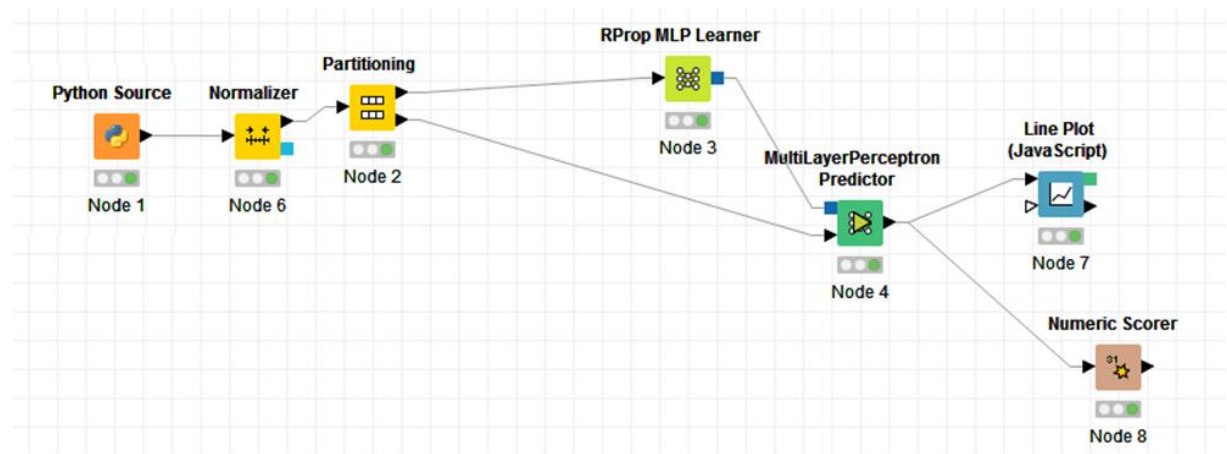 RProp MLP Learner
Partitioning
Python Source
Normalizer
Line Plot
(JavaScript)
Node 3
MultiLayerPerceptron
Predictor
Node 2
Node 1
Node 6
Node 7
Node 4
Numeric Scorer
31
Node 8